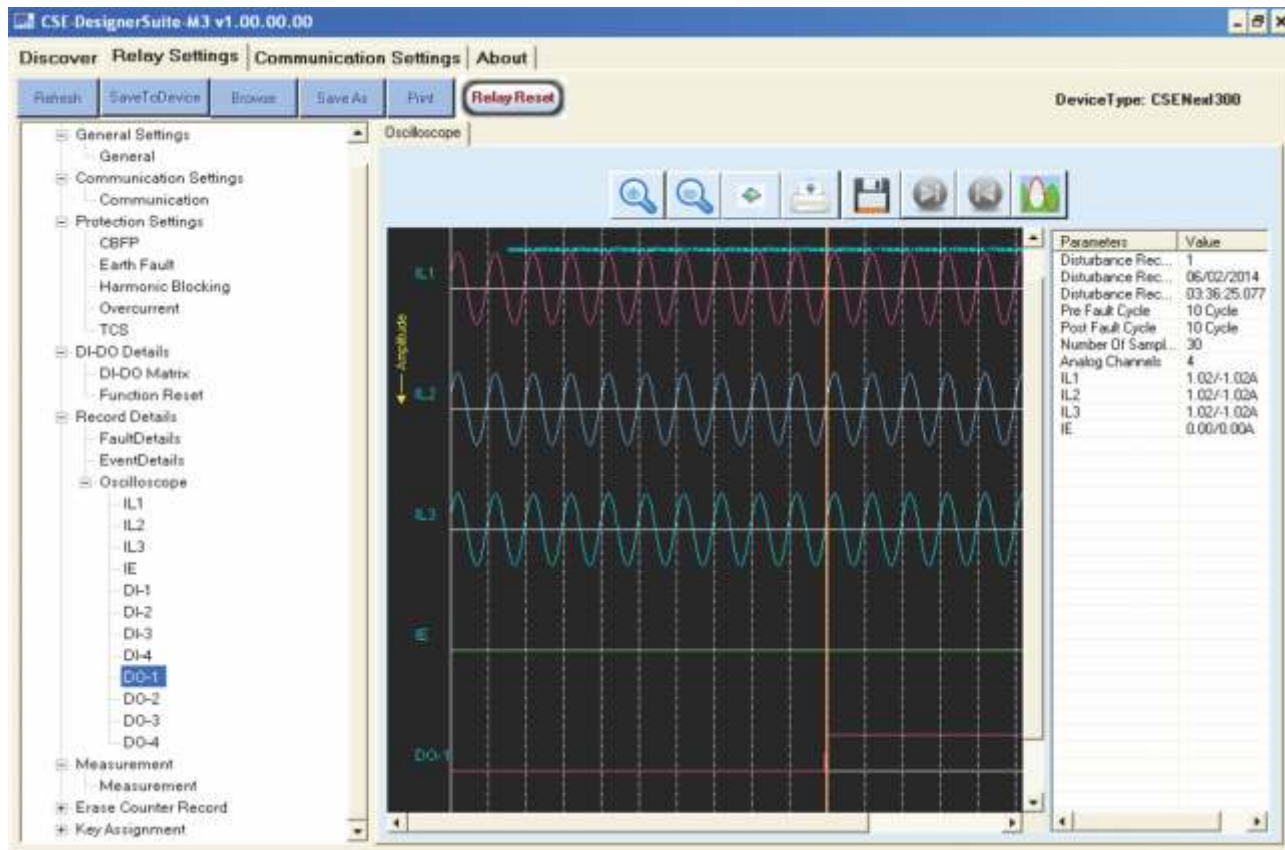 CSE-DesignerSuite-M3 v1.00.00.00
Discover Relay Settings Communication Settings About
Refresh SaveToDevice Browse Save As Print Relay Reset DeviceType: CSENexI300
General Settings
General
Communication Settings
Communication
Protection Settings
CBFP
Earth Fault
Harmonic Blocking
Overcurrent
TCS
DI-DO Details
DI-DO Matrix
Function Reset
Record Details
FaultDetails
EventDetails
Oscilloscope
IL1
IL2
IL3
IE
DI-1
DI-2
DI-3
DI-4
DO-1
DO-2
DO-3
DO-4
Measurement
Measurement
Erase Counter Record
Key Assignment
Oscilloscope
IL1
Amplitude
IL2
IL3
IE
DO-1
Parameters Value
Disturbance Rec... 1
Disturbance Rec... 06/02/2014
Disturbance Rec... 03:36:25.077
Pre Fault Cycle 10 Cycle
Post Fault Cycle 10 Cycle
Number Of Sampl... 30
Analog Channels 4
IL1 1.02/-1.02A
IL2 1.02/-1.02A
IL3 1.02/-1.02A
IE 0.00/0.00A